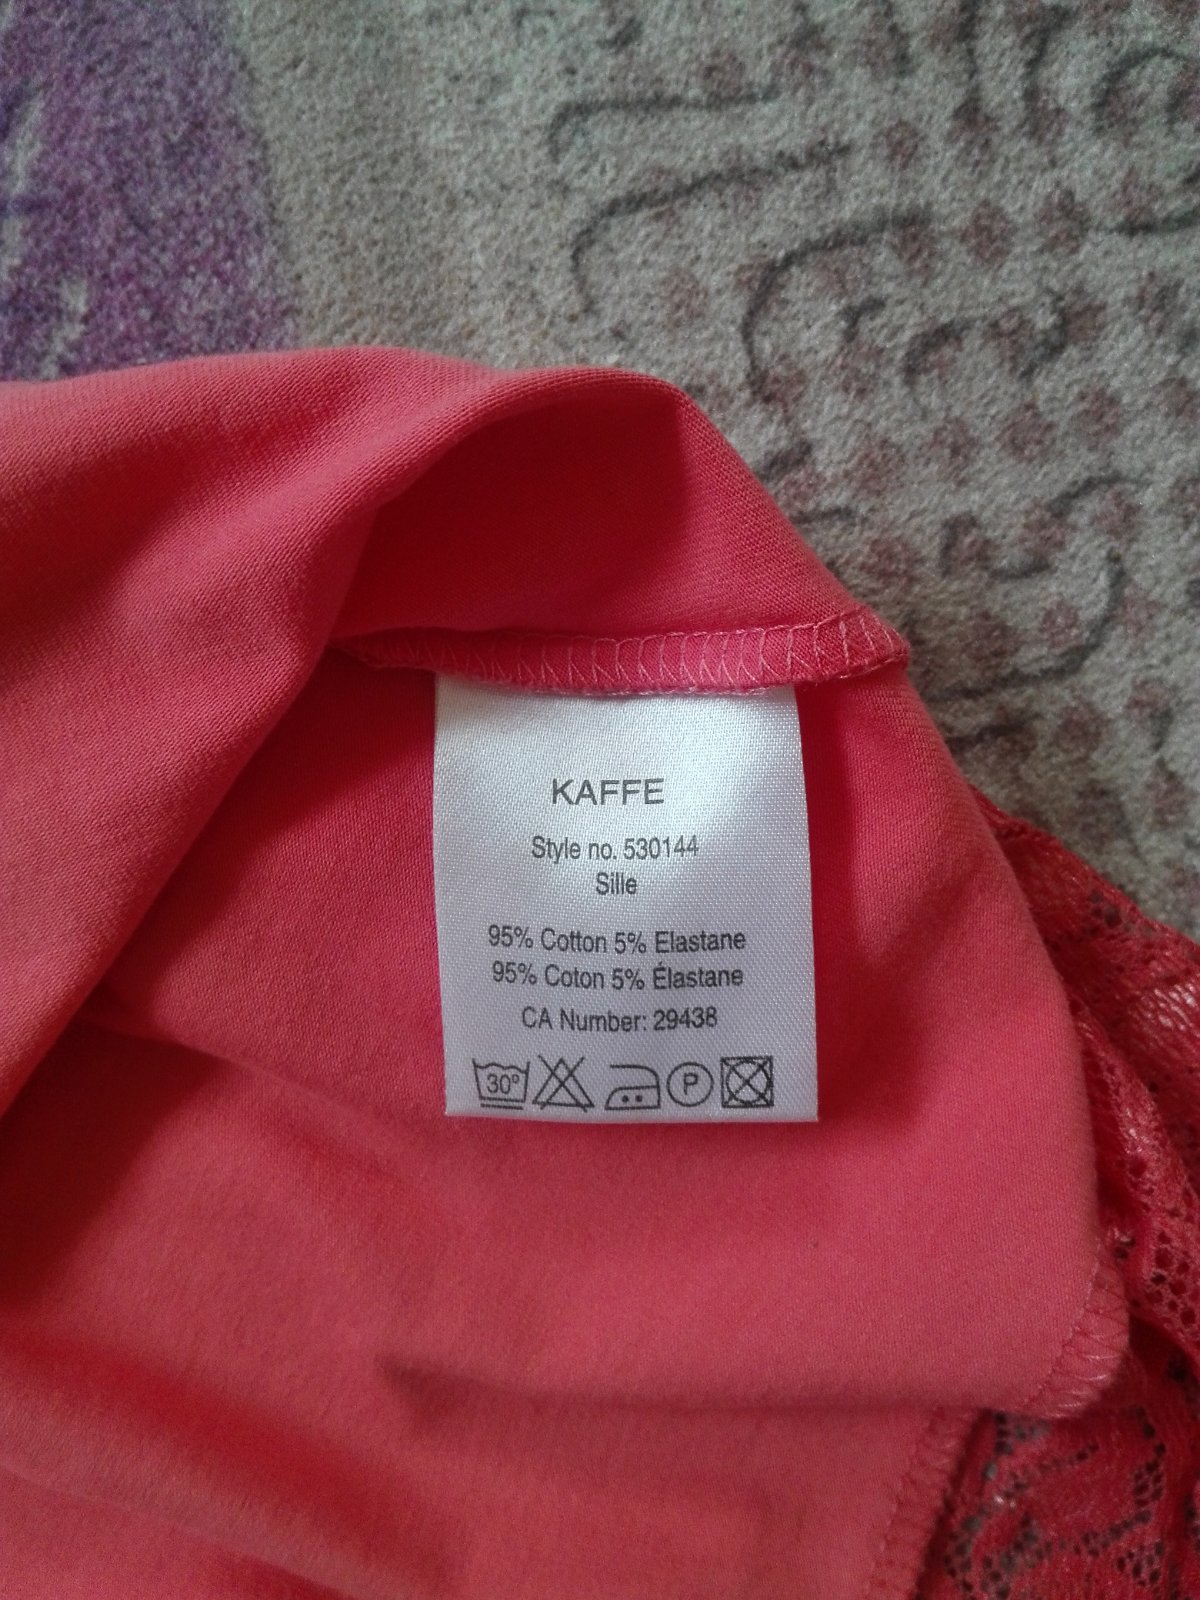 KAFFE
Style no. 530144
Sille
95% Cotton 5% Elastane
95% Coton 5% Élastane
CA Number: 29438
30° P